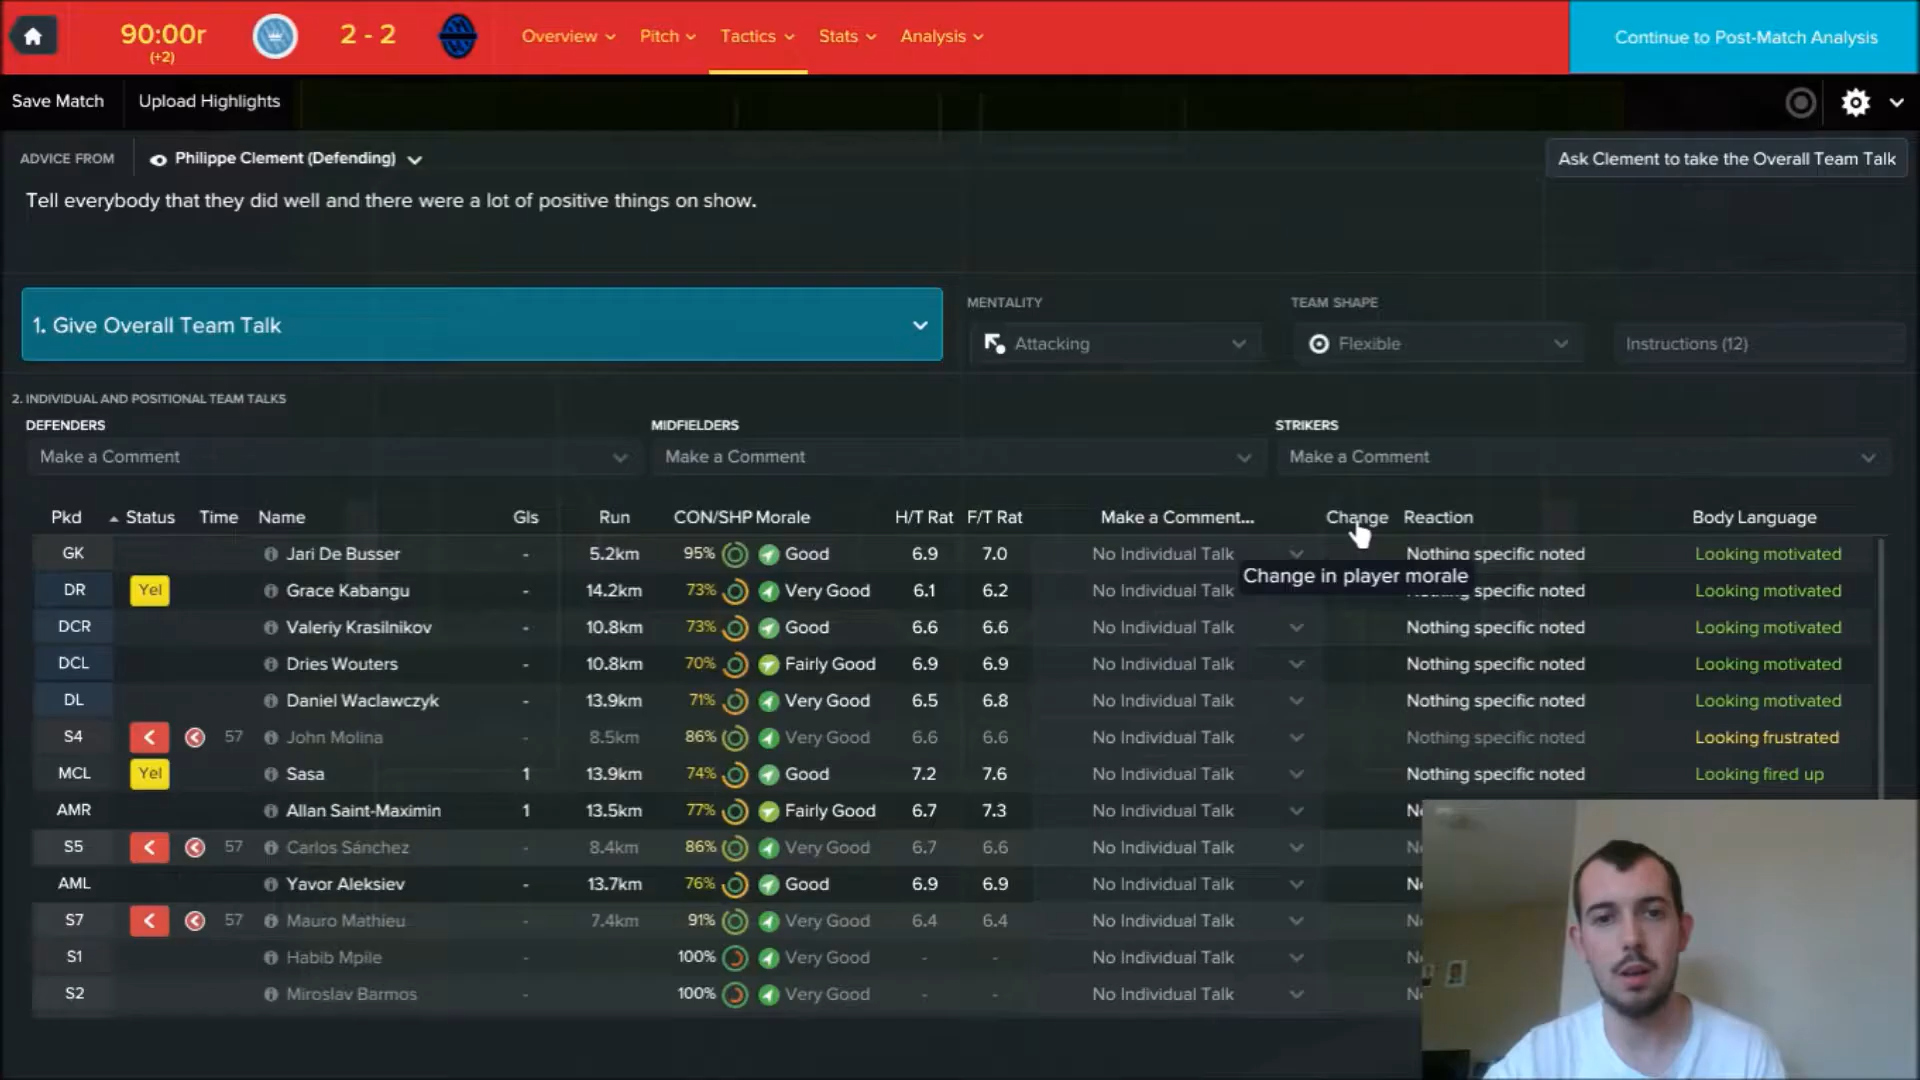 90:00r
(+2)
2 - 2
Overview
Pitch
Tactics
Stats
Analysis
Continue to Post-Match Analysis
Save Match
Upload Highlights
ADVICE FROM
Philippe Clement (Defending)
Ask Clement to take the Overall Team Talk
Tell everybody that they did well and there were a lot of positive things on show.
1. Give Overall Team Talk
MENTALITY
Attacking
TEAM SHAPE
Flexible
Instructions (12)
2. INDIVIDUAL AND POSITIONAL TEAM TALKS
DEFENDERS
MIDFIELDERS
STRIKERS
Make a Comment
Make a Comment
Make a Comment
Pkd Status Time Name Gls Run CON/SHP Morale H/T Rat F/T Rat Make a Comment... Change Reaction Body Language
GK Jari De Busser - 5.2km 95% Good 6.9 7.0 No Individual Talk Nothing specific noted Looking motivated
Change in player morale
DR Yel Grace Kabangu - 14.2km 73% Very Good 6.1 6.2 No Individual Talk Nothing specific noted Looking motivated
DCR Valeriy Krasilnikov - 10.8km 73% Good 6.6 6.6 No Individual Talk Nothing specific noted Looking motivated
DCL Dries Wouters - 10.8km 70% Fairly Good 6.9 6.9 No Individual Talk Nothing specific noted Looking motivated
DL Daniel Waclawczyk - 13.9km 71% Very Good 6.5 6.8 No Individual Talk Nothing specific noted Looking motivated
S4 57 John Molina - 8.5km 86% Very Good 6.6 6.6 No Individual Talk Nothing specific noted Looking frustrated
MCL Yel Sasa 1 13.9km 74% Good 7.2 7.6 No Individual Talk Nothing specific noted Looking fired up
AMR Allan Saint-Maximin 1 13.5km 77% Fairly Good 6.7 7.3 No Individual Talk
S5 57 Carlos Sánchez - 8.4km 86% Very Good 6.7 6.6 No Individual Talk
AML Yavor Aleksiev - 13.7km 76% Good 6.9 6.9 No Individual Talk
S7 57 Mauro Mathieu - 7.4km 91% Very Good 6.4 6.4 No Individual Talk
S1 Habib Mpile - 100% Very Good - - No Individual Talk
S2 Miroslav Barmos - 100% Very Good - - No Individual Talk